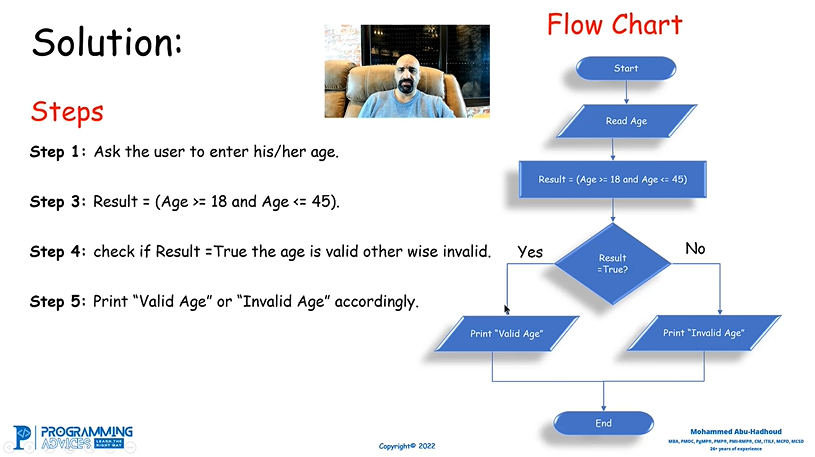 Solution:
Flow Chart
Steps
Step 1: Ask the user to enter his/her age.
Step 3: Result = (Age >= 18 and Age <= 45).
Step 4: check if Result =True the age is valid other wise invalid.
Step 5: Print “Valid Age” or “Invalid Age” accordingly.
Start
Read Age
Result = (Age >= 18 and Age <= 45)
Result
=True?
Yes
No
Print “Valid Age”
Print “Invalid Age”
End
PROGRAMMING
ADVICES LEARN THE
RIGHT WAY
Copyright© 2022
Mohammed Abu-Hadhoud
MBA, PMOC, PgMP®, PMP®, PMI-RMP®, CM, ITILF, MCPD, MCSD
26+ years of experience